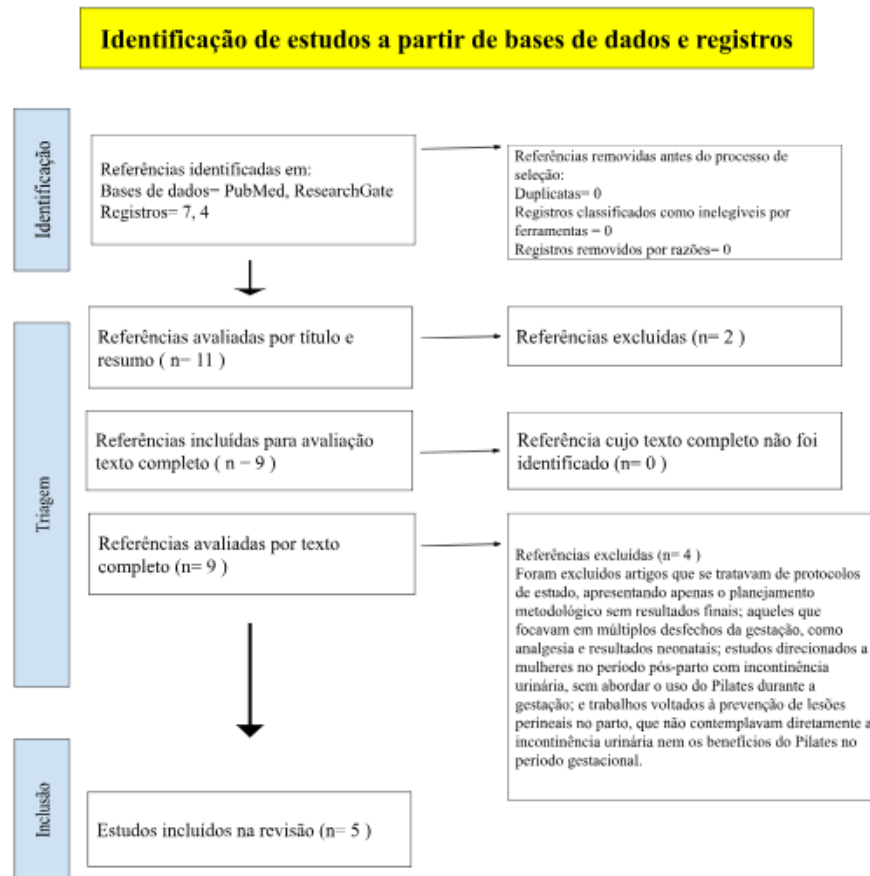 Identificação de estudos a partir de bases de dados e registros
Identificação
Referências identificadas em:
Bases de dados= PubMed, ResearchGate
Registros= 7, 4
Referências removidas antes do processo de
seleção:
Duplicatas= 0
Registros classificados como inelegíveis por
ferramentas = 0
Registros removidos por razões= 0
Triagem
Referências avaliadas por título e
resumo ( n= 11 )
Referências excluídas (n= 2 )
Referências incluídas para avaliação
texto completo ( n = 9 )
Referência cujo texto completo não foi
identificado (n= 0 )
Referências avaliadas por texto
completo (n= 9 )
Referências excluídas (n= 4 )
Foram excluídos artigos que se tratavam de protocolos
de estudo, apresentando apenas o planejamento
metodológico sem resultados finais; aqueles que
focavam em múltiplos desfechos da gestação, como
analgesia e resultados neonatais; estudos direcionados a
mulheres no período pós-parto com incontinência
urinária, sem abordar o uso do Pilates durante a
gestação; e trabalhos voltados à prevenção de lesões
perineais no parto, que não contemplavam diretamente a
incontinência urinária nem os benefícios do Pilates no
período gestacional.
Inclusão
Estudos incluídos na revisão (n= 5 )